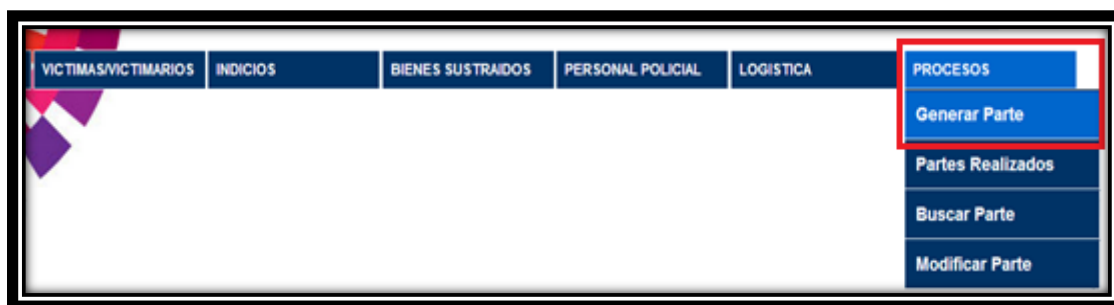 VICTIMAS/VICTIMARIOS INDICIOS BIENES SUSTRAIDOS PERSONAL POLICIAL LOGISTICA PROCESOS
Generar Parte
Partes Realizados
Buscar Parte
Modificar Parte